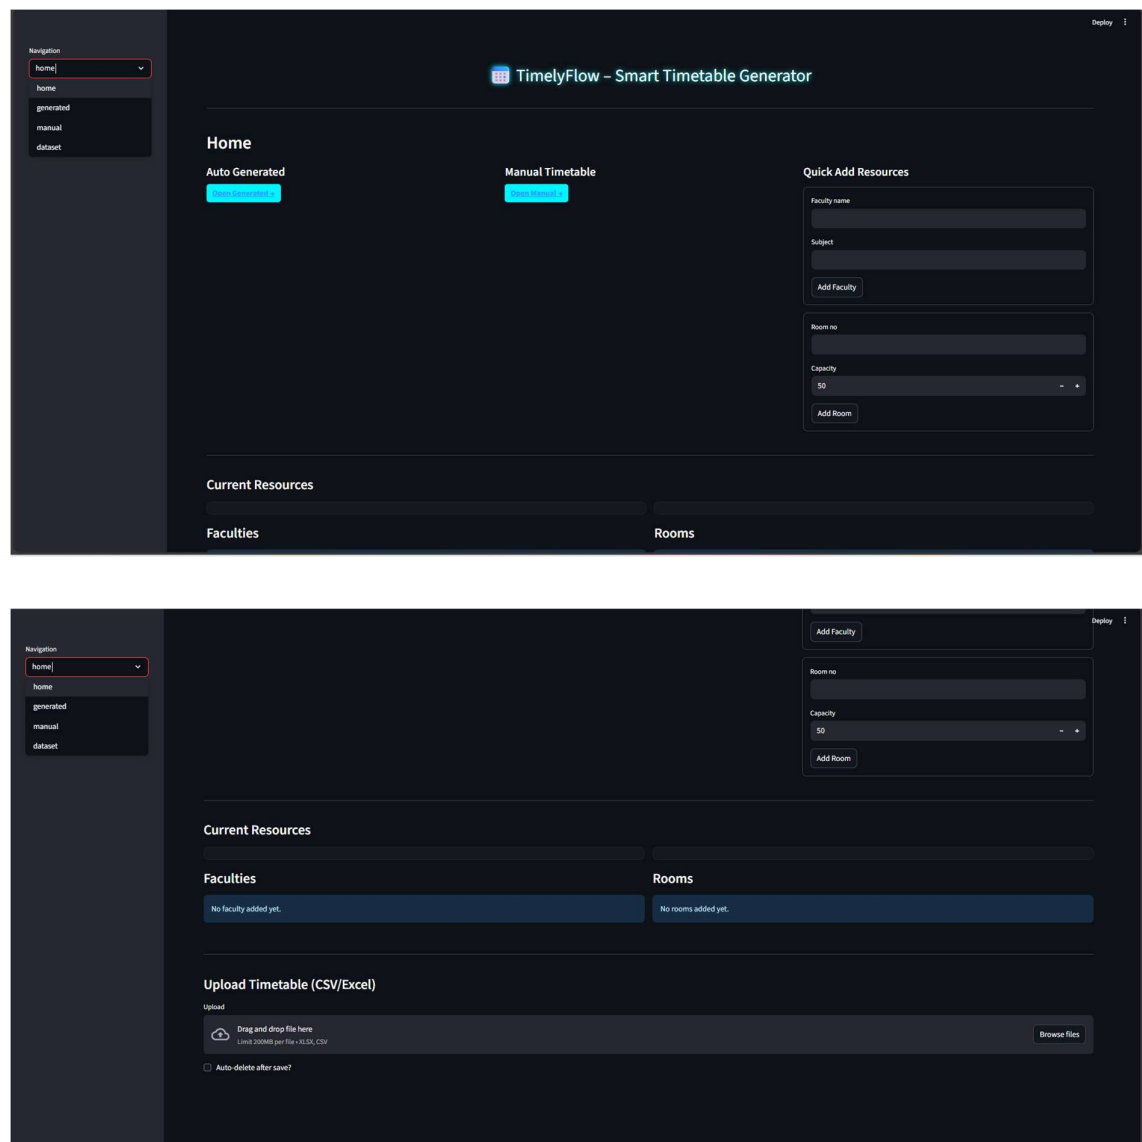 Deploy
Navigation
home
home
generated
manual
dataset
TimelyFlow – Smart Timetable Generator
Home
Auto Generated
Open Generated →
Manual Timetable
Open Manual →
Quick Add Resources
Faculty name
Subject
Add Faculty
Room no
Capacity
50
Add Room
Current Resources
Faculties
Rooms
Deploy
Navigation
home
home
generated
manual
dataset
Add Faculty
Room no
Capacity
50
Add Room
Current Resources
Faculties
Rooms
No faculty added yet.
No rooms added yet.
Upload Timetable (CSV/Excel)
Upload
Drag and drop file here
Limit 200MB per file • XLSX, CSV
Browse files
Auto-delete after save?